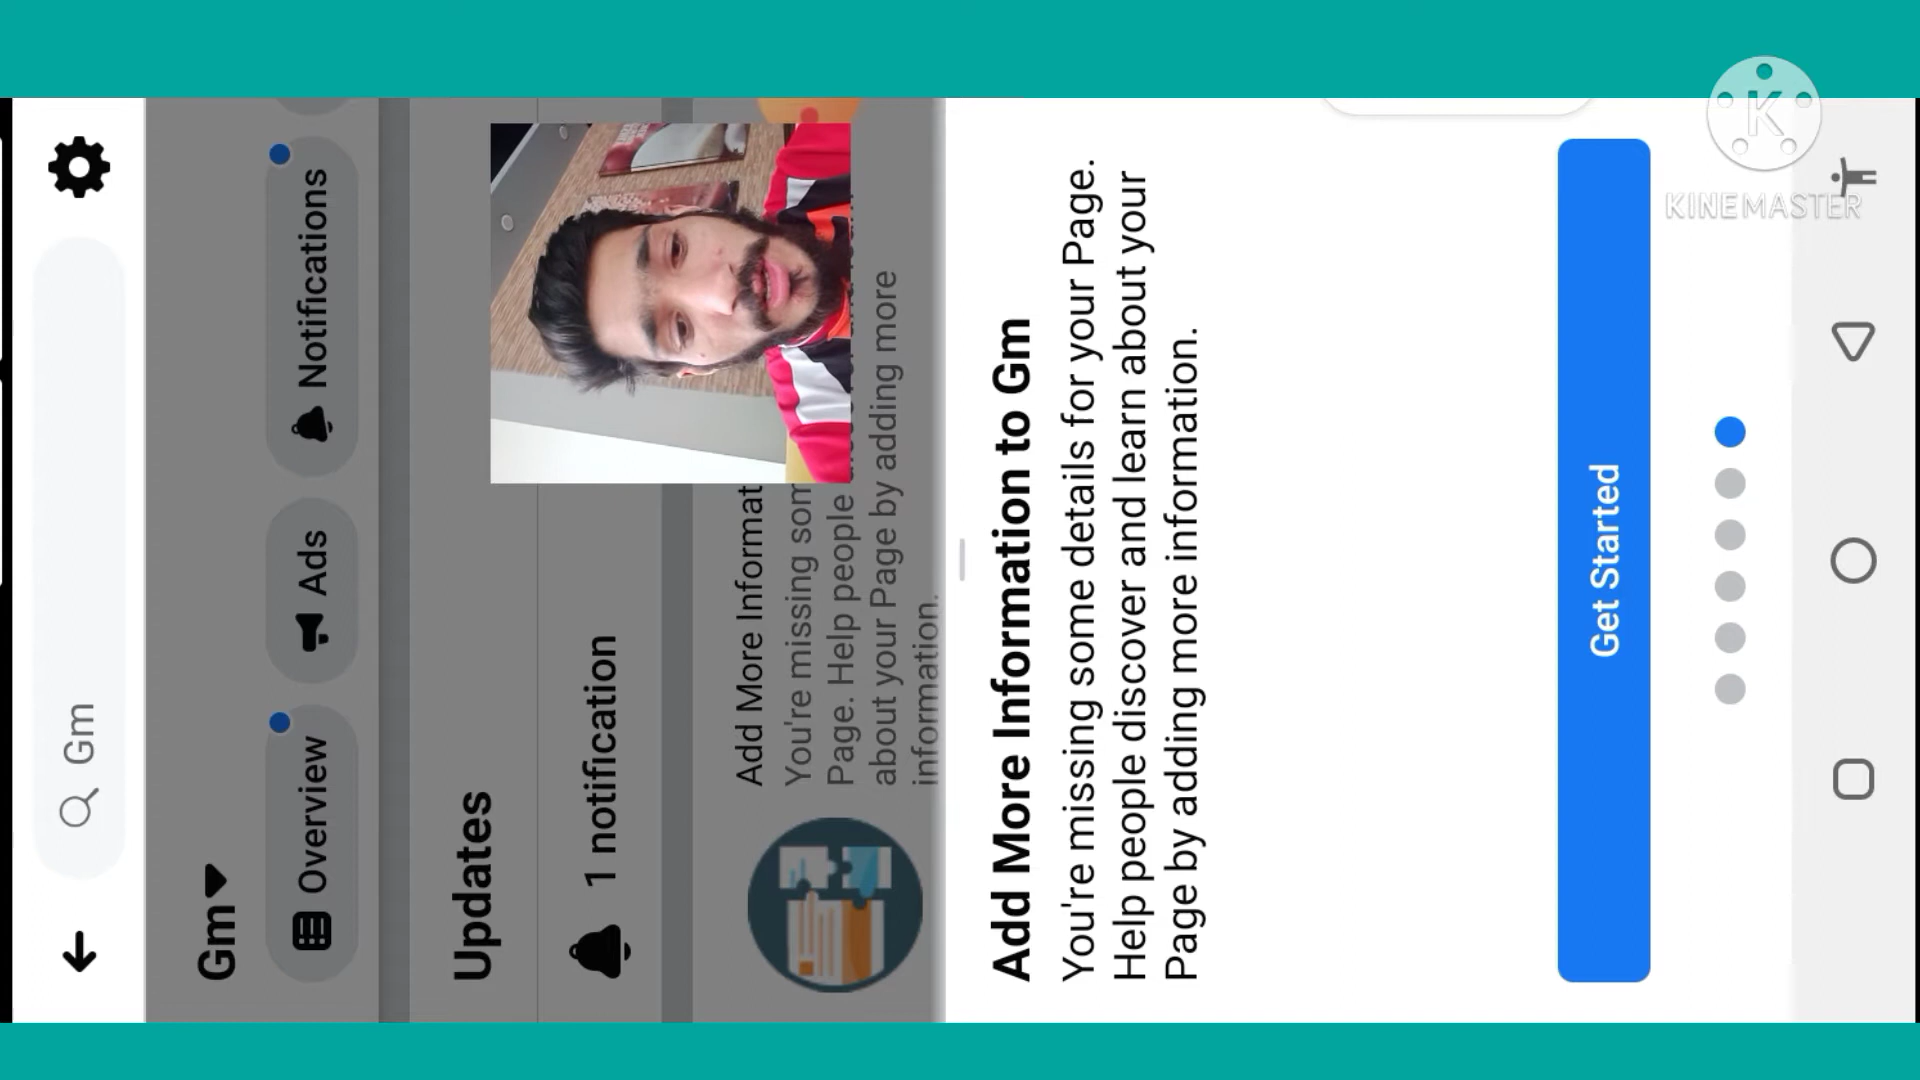 Gm
Gm
Overview
Ads
Notifications
Updates
1 notification
Add More Informat
You're missing som
Page. Help people
about your Page by adding more
information.
Add More Information to Gm
You're missing some details for your Page.
Help people discover and learn about your
Page by adding more information.
Get Started
K
KINEMASTER